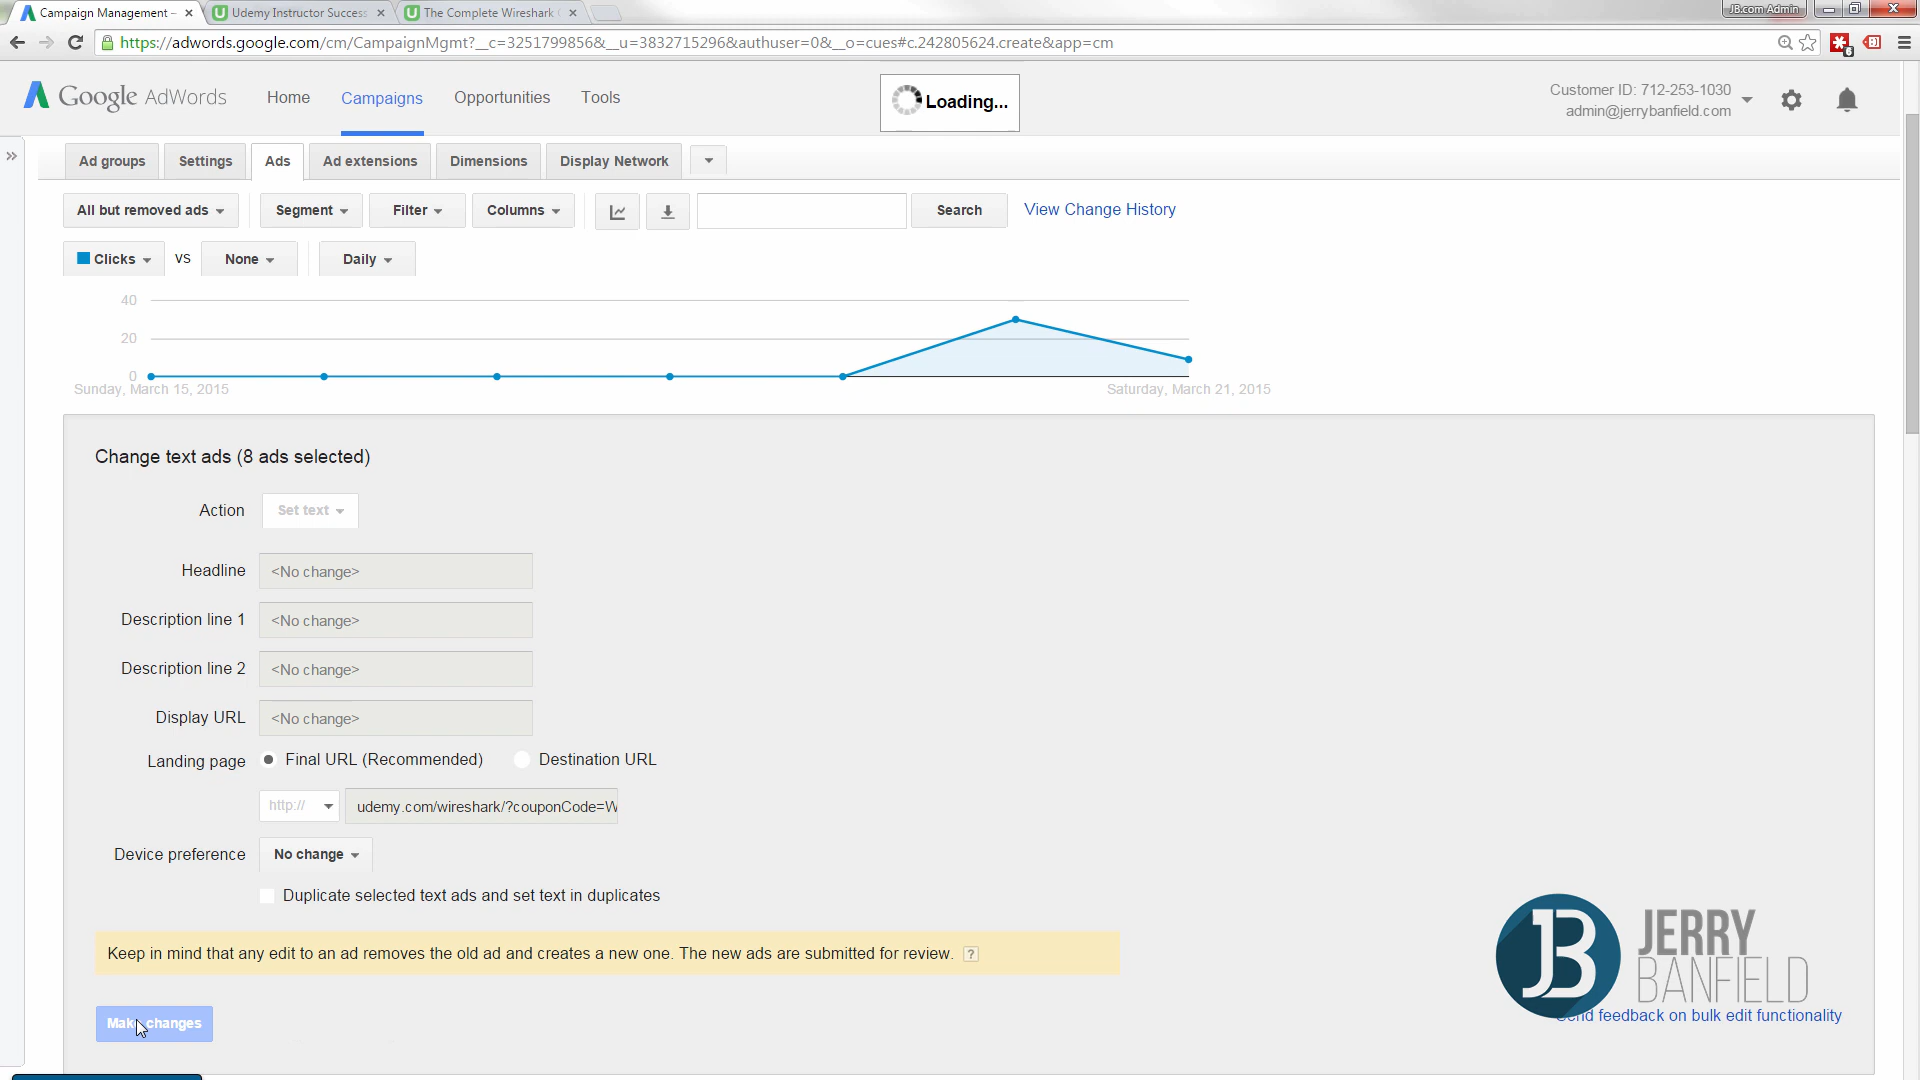 Campaign Management –
Udemy Instructor Success
The Complete Wireshark
JB.com Admin
https://adwords.google.com/cm/CampaignMgmt?__c=3251799856&__u=3832715296&authuser=0&__o=cues#c.242805624.create&app=cm
6
Google AdWords
Home
Campaigns
Opportunities
Tools
Loading...
Customer ID: 712-253-1030
admin@jerrybanfield.com
Ad groups
Settings
Ads
Ad extensions
Dimensions
Display Network
All but removed ads
Segment
Filter
Columns
Search
View Change History
Clicks
VS
None
Daily
40
20
0
Sunday, March 15, 2015
Saturday, March 21, 2015
Change text ads (8 ads selected)
Action
Set text
Headline
<No change>
Description line 1
<No change>
Description line 2
<No change>
Display URL
<No change>
Landing page
Final URL (Recommended)
Destination URL
http://
udemy.com/wireshark/?couponCode=W
Device preference
No change
Duplicate selected text ads and set text in duplicates
Keep in mind that any edit to an ad removes the old ad and creates a new one. The new ads are submitted for review. ?
Make changes
JB
JERRY
BANFIELD
Send feedback on bulk edit functionality